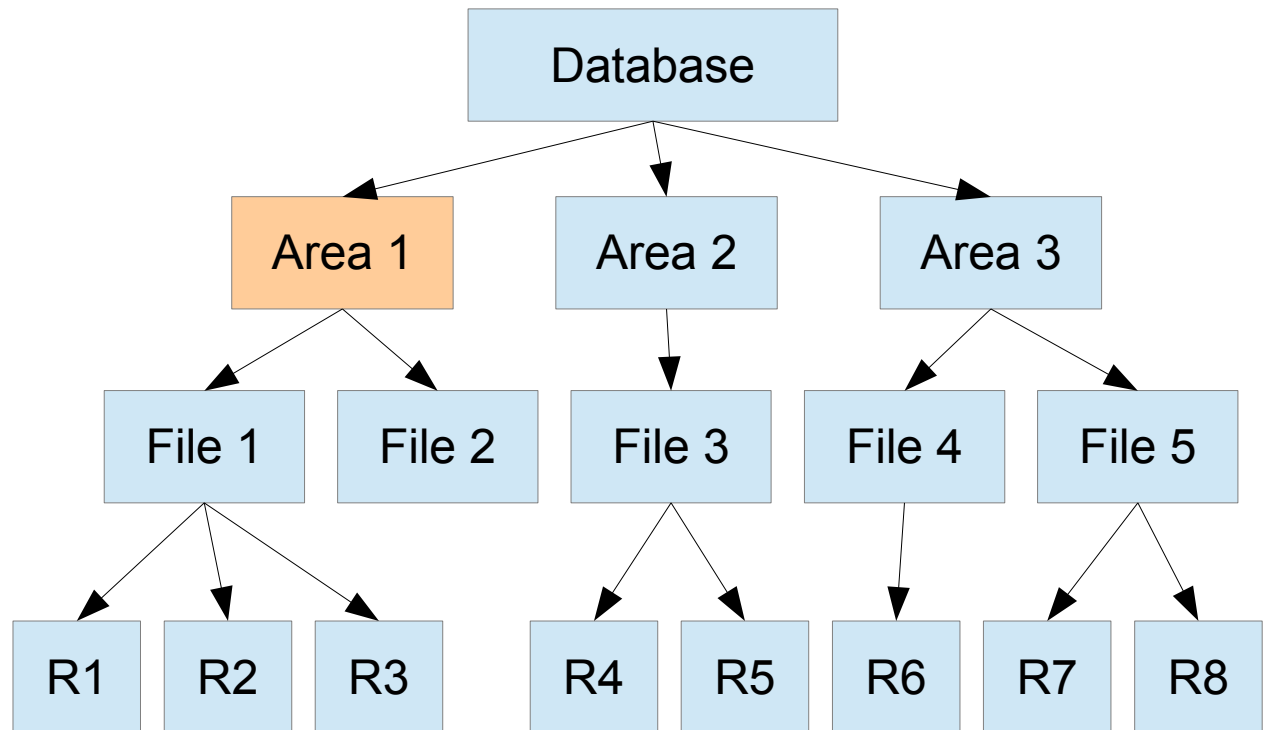 Database
Area 1
Area 2
Area 3
File 1
File 2
File 3
File 4
File 5
R1
R2
R3
R4
R5
R6
R7
R8